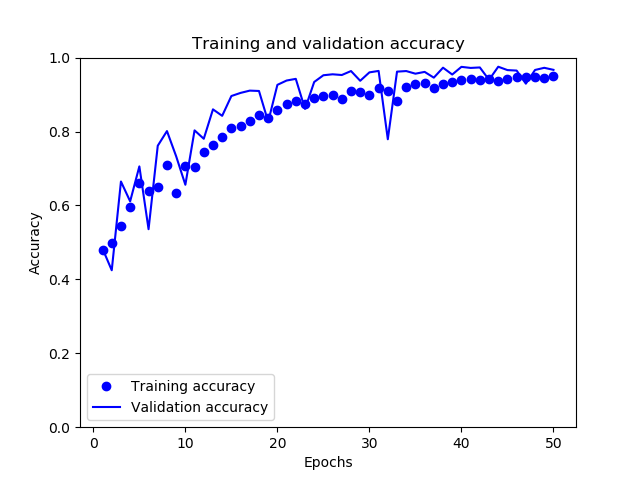 Training and validation accuracy
1.0
0.8
0.6
0.4
0.2
0.0
Accuracy
Training accuracy
Validation accuracy
0 10 20 30 40 50
Epochs